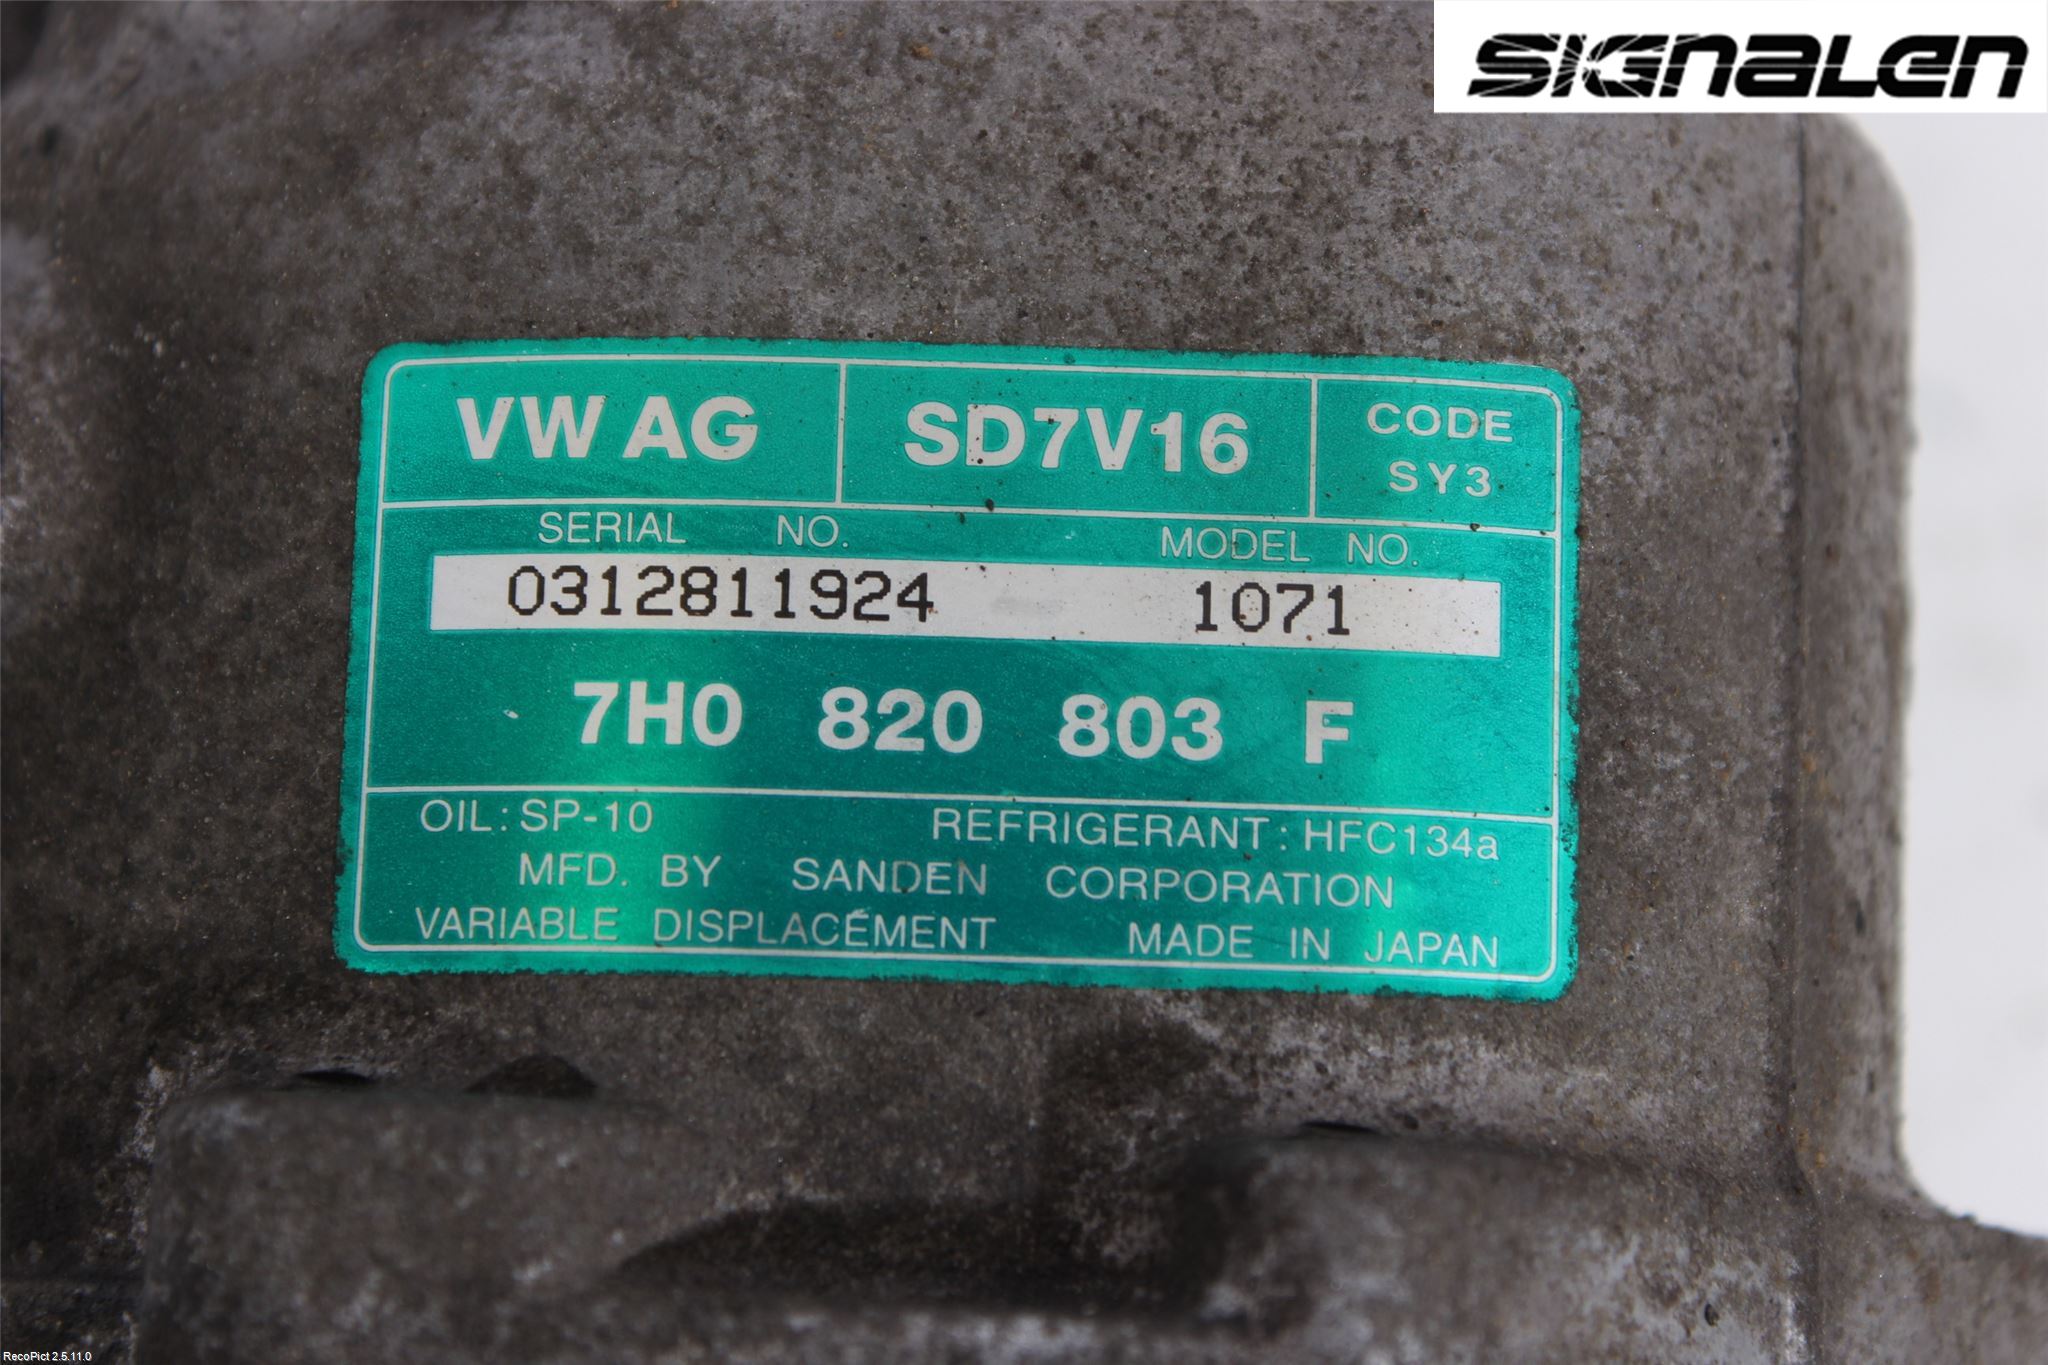 SIGNALEN
VW AG SD7V16 CODE SY3
SERIAL NO. MODEL NO.
0312811924 1071
7H0 820 803 F
OIL: SP-10 REFRIGERANT: HFC134a
MFD. BY SANDEN CORPORATION
VARIABLE DISPLACEMENT MADE IN JAPAN
RecoPict 2.5.11.0